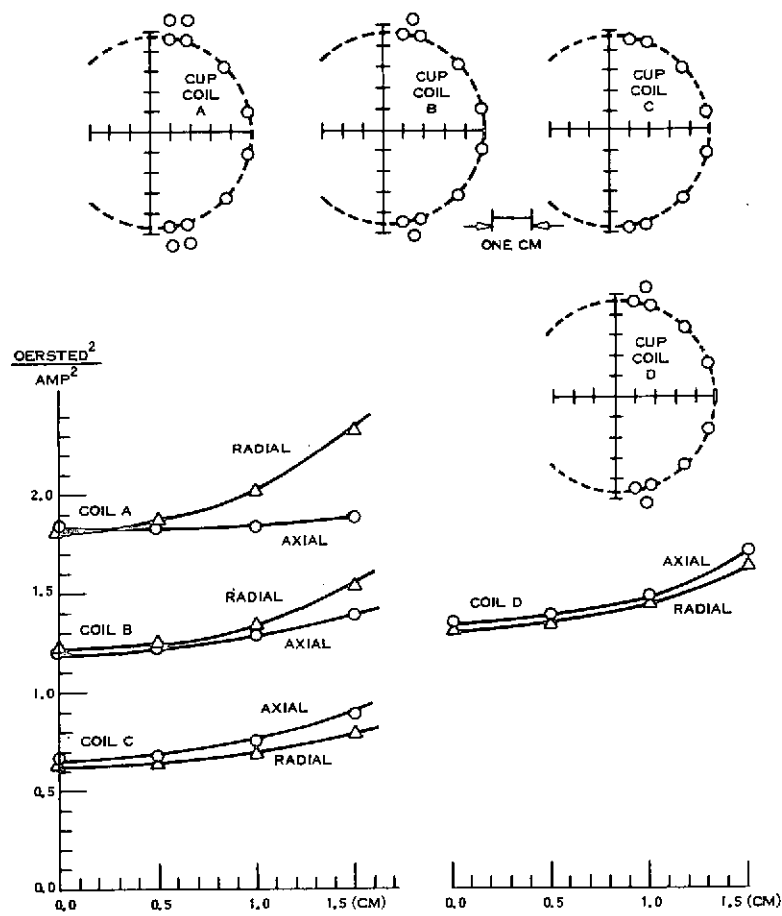 CUP
COIL
A
CUP
COIL
B
CUP
COIL
C
ONE CM
CUP
COIL
D
OERSTED²
AMP²
RADIAL
2.0
COIL A
AXIAL
RADIAL
1.5
COIL B
AXIAL
AXIAL
COIL D
RADIAL
1.0
AXIAL
COIL C
RADIAL
0.5
0.0
0.0 0.5 1.0 1.5 (CM)
0.0 0.5 1.0 1.5 (CM)